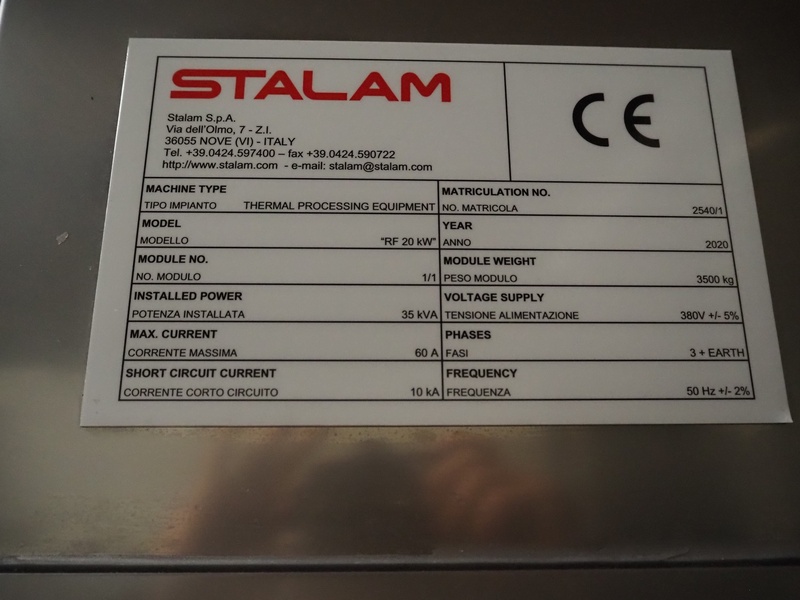 STALAM
CE
Stalam S.p.A.
Via dell'Olmo, 7 - Z.I.
36055 NOVE (VI) - ITALY
Tel. +39.0424.597400 – fax +39.0424.590722
http://www.stalam.com - e-mail: stalam@stalam.com
MACHINE TYPE
TIPO IMPIANTO THERMAL PROCESSING EQUIPMENT
MATRICULATION NO.
NO. MATRICOLA 2540/1
MODEL
MODELLO "RF 20 kW"
YEAR
ANNO 2020
MODULE NO.
NO. MODULO 1/1
MODULE WEIGHT
PESO MODULO 3500 kg
INSTALLED POWER
POTENZA INSTALLATA 35 kVA
VOLTAGE SUPPLY
TENSIONE ALIMENTAZIONE 380V +/- 5%
MAX. CURRENT
CORRENTE MASSIMA 60 A
PHASES
FASI 3 + EARTH
SHORT CIRCUIT CURRENT
CORRENTE CORTO CIRCUITO 10 kA
FREQUENCY
FREQUENZA 50 Hz +/- 2%